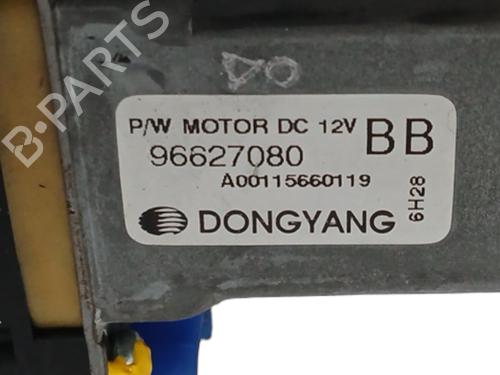 B-PARTS
P/W MOTOR DC 12V BB
96627080
A00115660119
6H28
DONGYANG